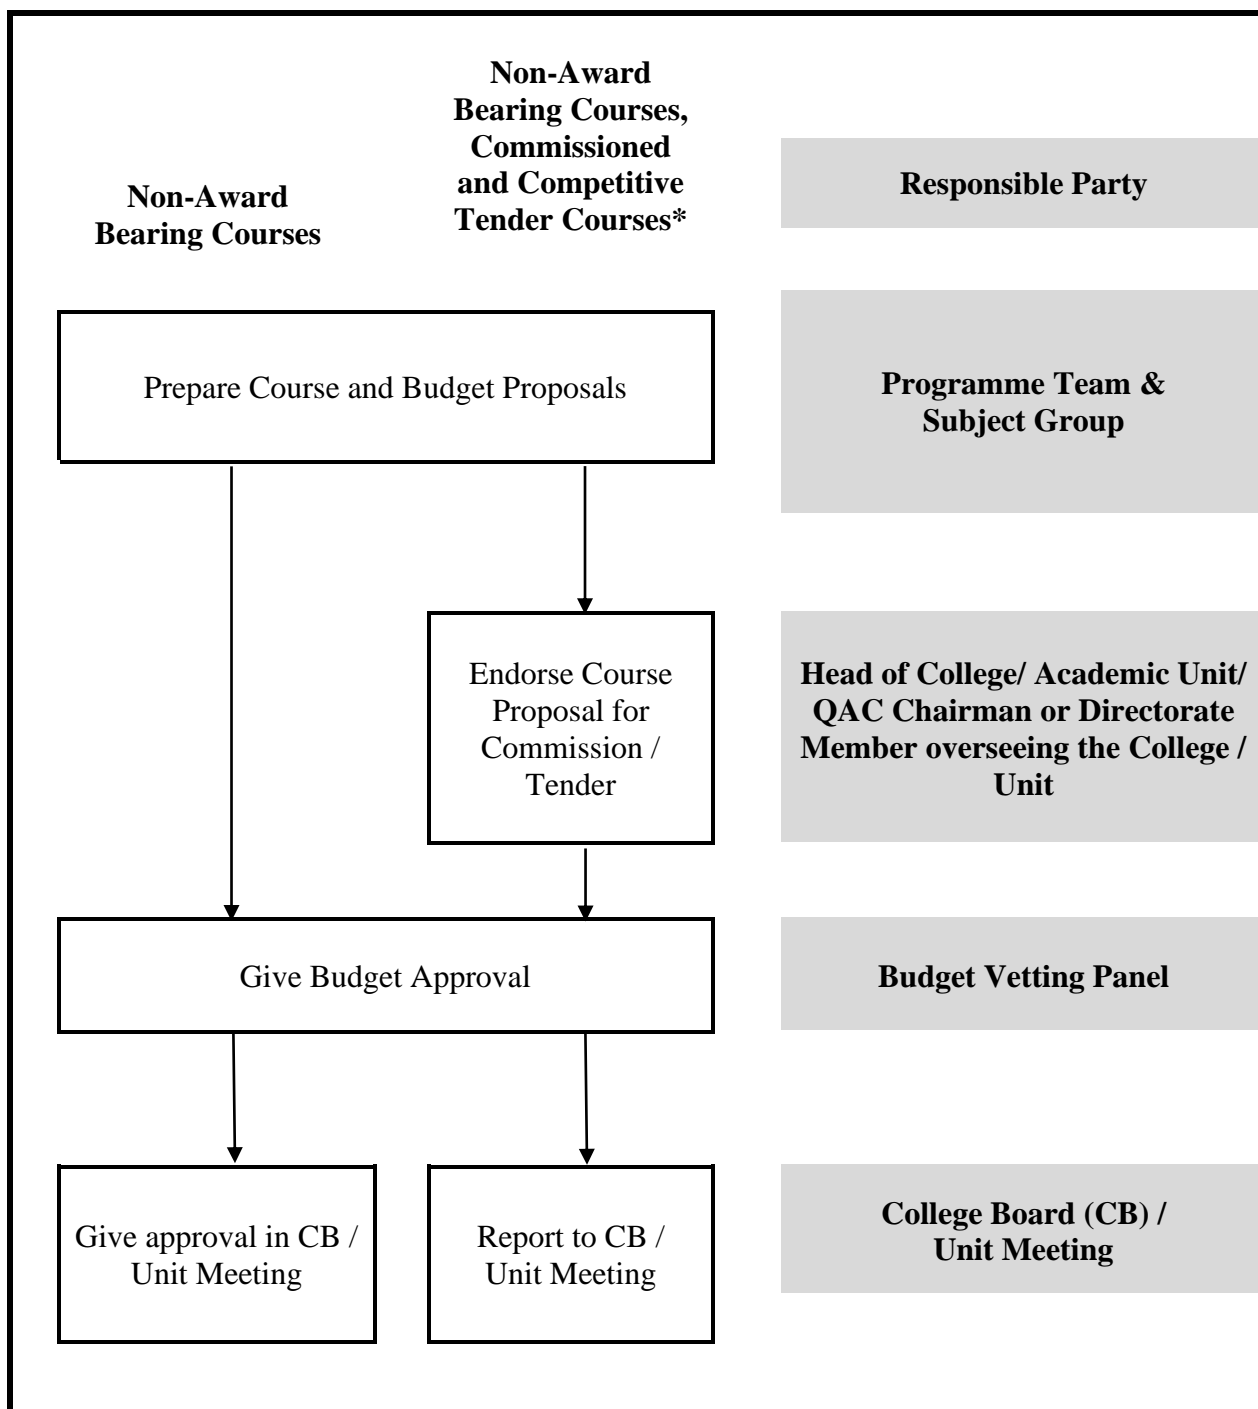 Non-Award
Bearing Courses
Non-Award
Bearing Courses,
Commissioned
and Competitive
Tender Courses*
Responsible Party
Prepare Course and Budget Proposals
Programme Team &
Subject Group
Endorse Course
Proposal for
Commission /
Tender
Head of College/ Academic Unit/
QAC Chairman or Directorate
Member overseeing the College /
Unit
Give Budget Approval
Budget Vetting Panel
Give approval in CB /
Unit Meeting
Report to CB /
Unit Meeting
College Board (CB) /
Unit Meeting